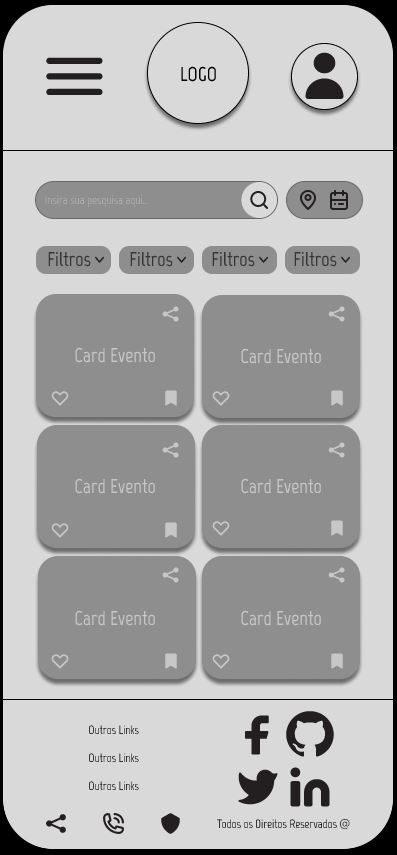 LOGO
Insira sua pesquisa aqui...
Filtros Filtros Filtros Filtros
Card Evento Card Evento
Card Evento Card Evento
Card Evento Card Evento
Outros Links
Outros Links
Outros Links
Todos os Direitos Reservados @